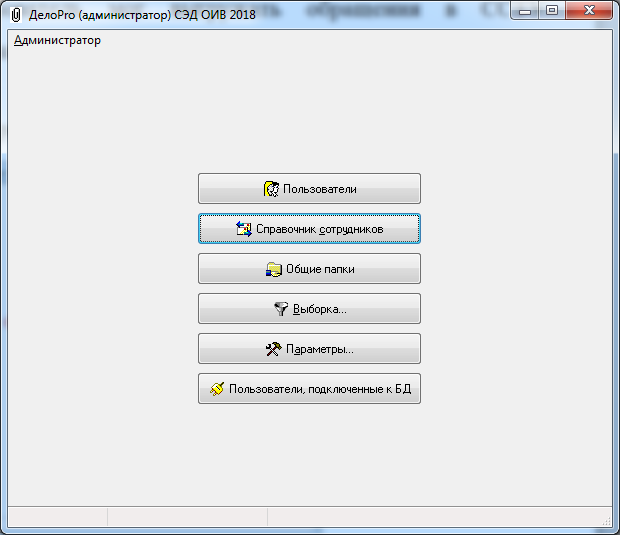 ДелоPro (администратор) СЭД ОИВ 2018
Администратор
Пользователи
Справочник сотрудников
Общие папки
Выборка...
Параметры...
Пользователи, подключенные к БД